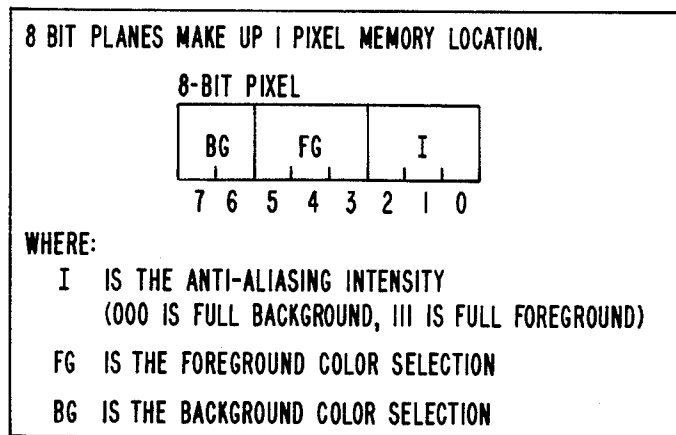 8 BIT PLANES MAKE UP 1 PIXEL MEMORY LOCATION.
8-BIT PIXEL
BG FG I
7 6 5 4 3 2 1 0
WHERE:
I IS THE ANTI-ALIASING INTENSITY
(000 IS FULL BACKGROUND, 111 IS FULL FOREGROUND)
FG IS THE FOREGROUND COLOR SELECTION
BG IS THE BACKGROUND COLOR SELECTION